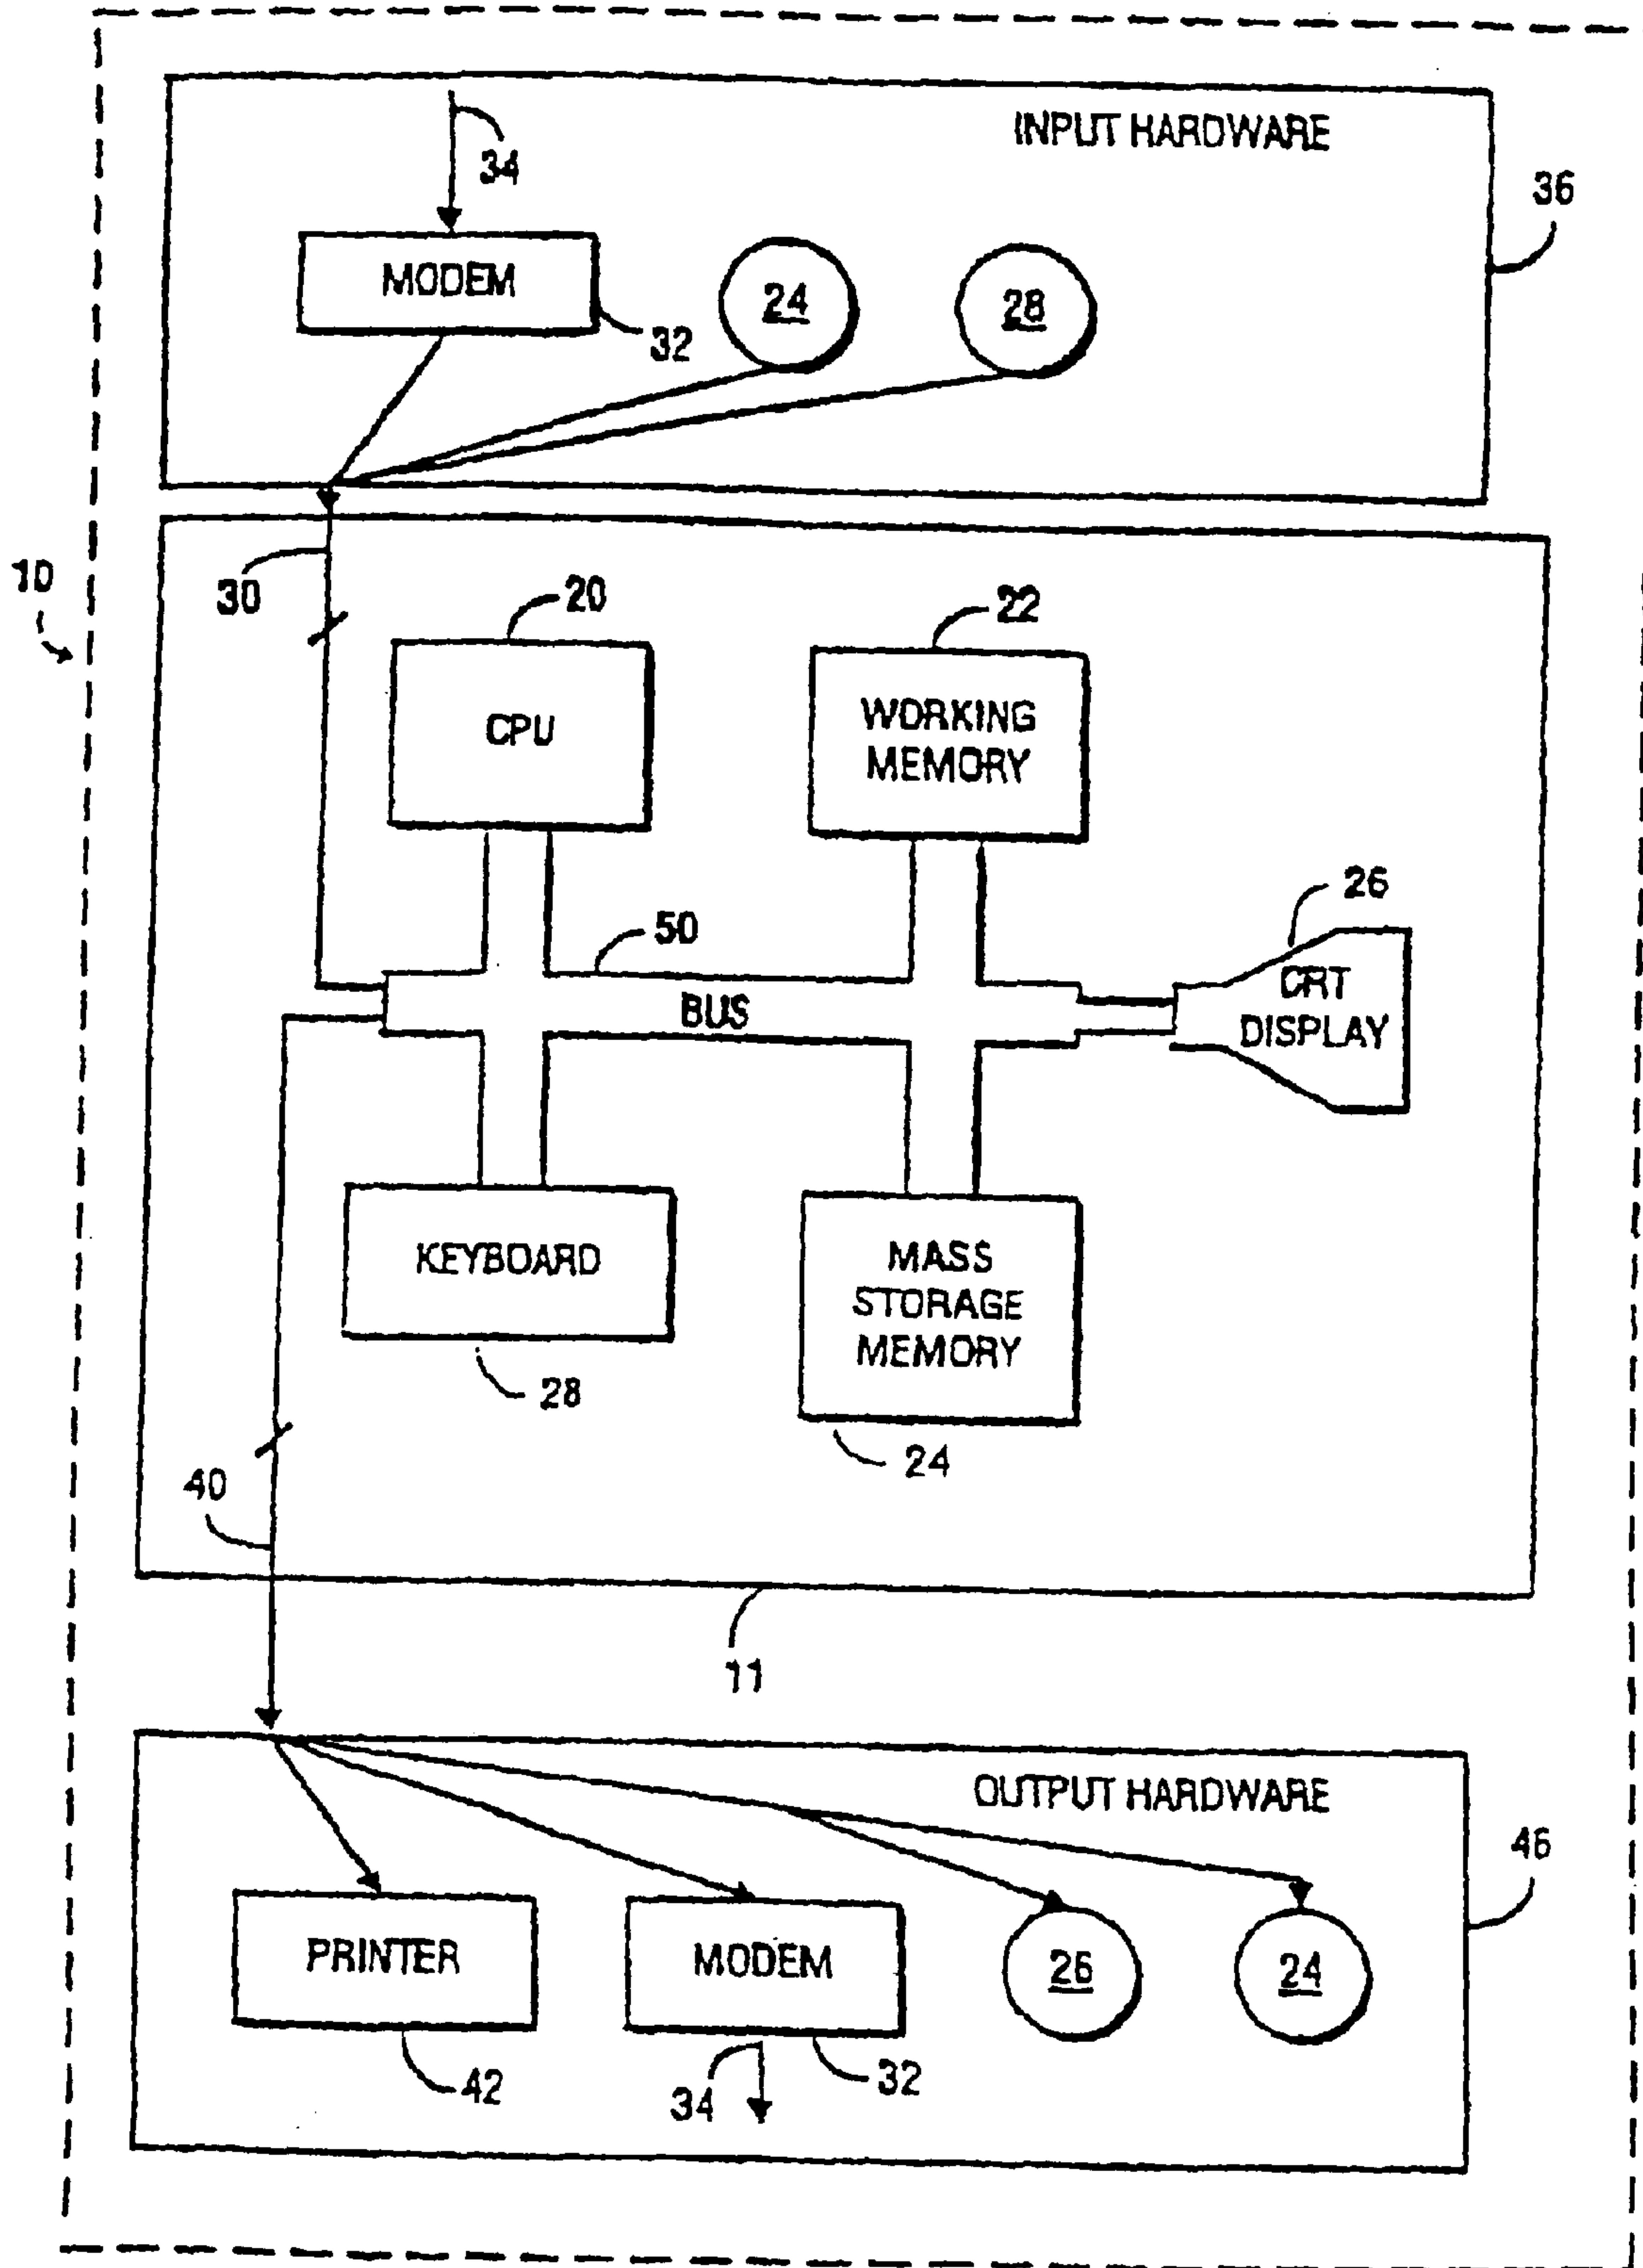 INPUT HARDWARE
34
36
MODEM
24
28
32
10
30
20
22
CPU
WORKING
MEMORY
26
50
CRT
DISPLAY
BUS
KEYBOARD
MASS
STORAGE
MEMORY
28
24
40
11
OUTPUT HARDWARE
46
PRINTER
MODEM
26
24
42
34
32